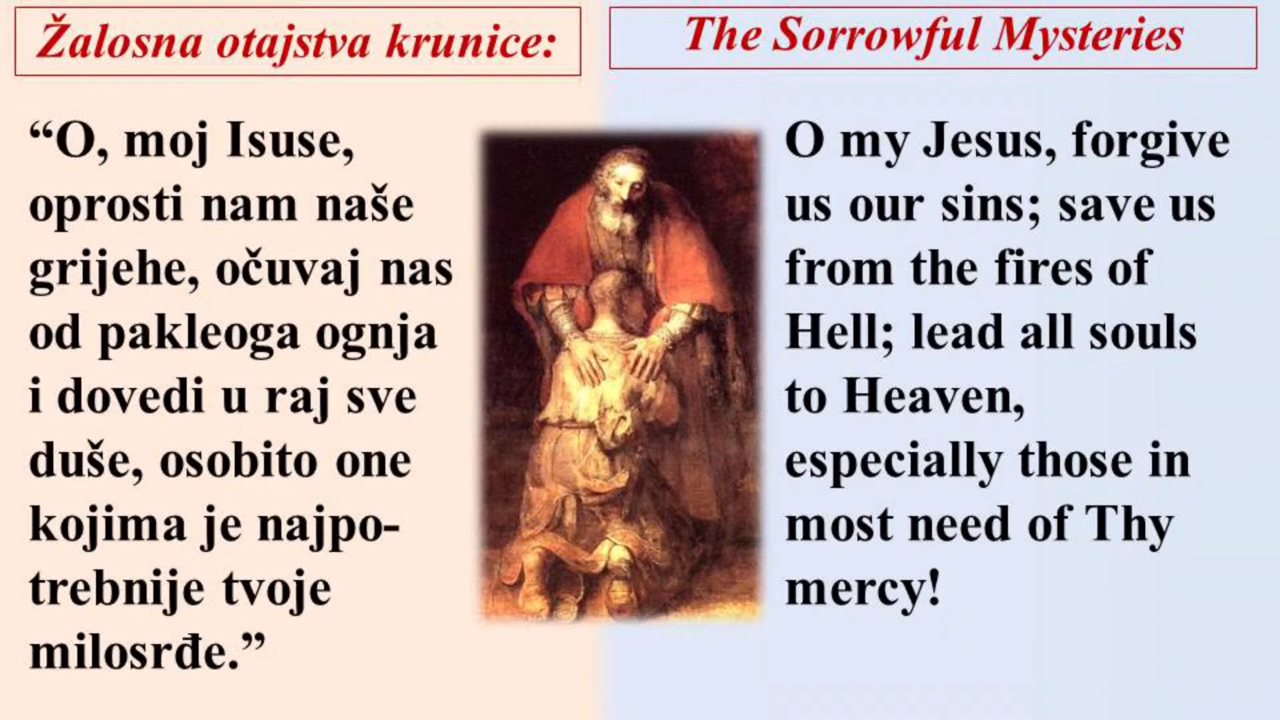 Žalosna otajstva krunice:
“O, moj Isuse,
oprosti nam naše
grijehe, očuvaj nas
od pakleoga ognja
i dovedi u raj sve
duše, osobito one
kojima je najpo-
trebnije tvoje
milosrđe.”
The Sorrowful Mysteries
O my Jesus, forgive
us our sins; save us
from the fires of
Hell; lead all souls
to Heaven,
especially those in
most need of Thy
mercy!